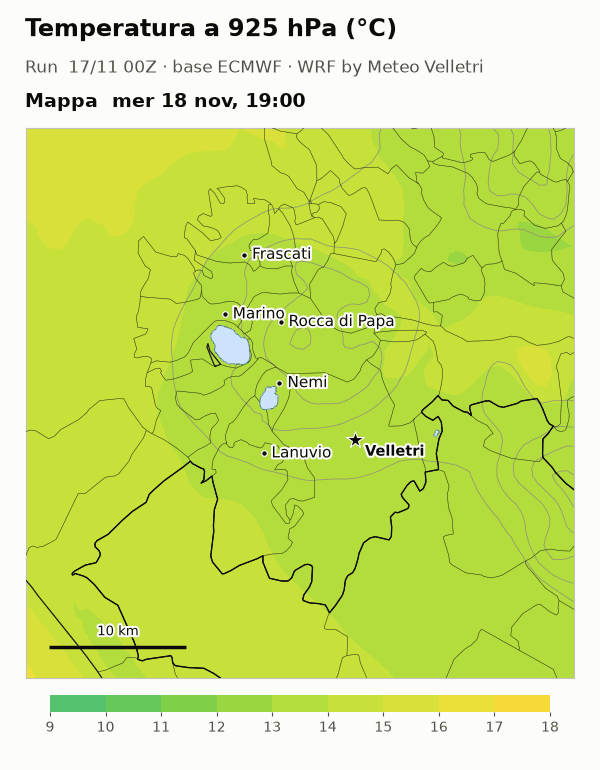 Temperatura a 925 hPa (°C)
Run 17/11 00Z · base ECMWF · WRF by Meteo Velletri
Mappa mer 18 nov, 19:00
Frascati
Marino
Rocca di Papa
Nemi
Velletri
Lanuvio
10 km
9 10 11 12 13 14 15 16 17 18